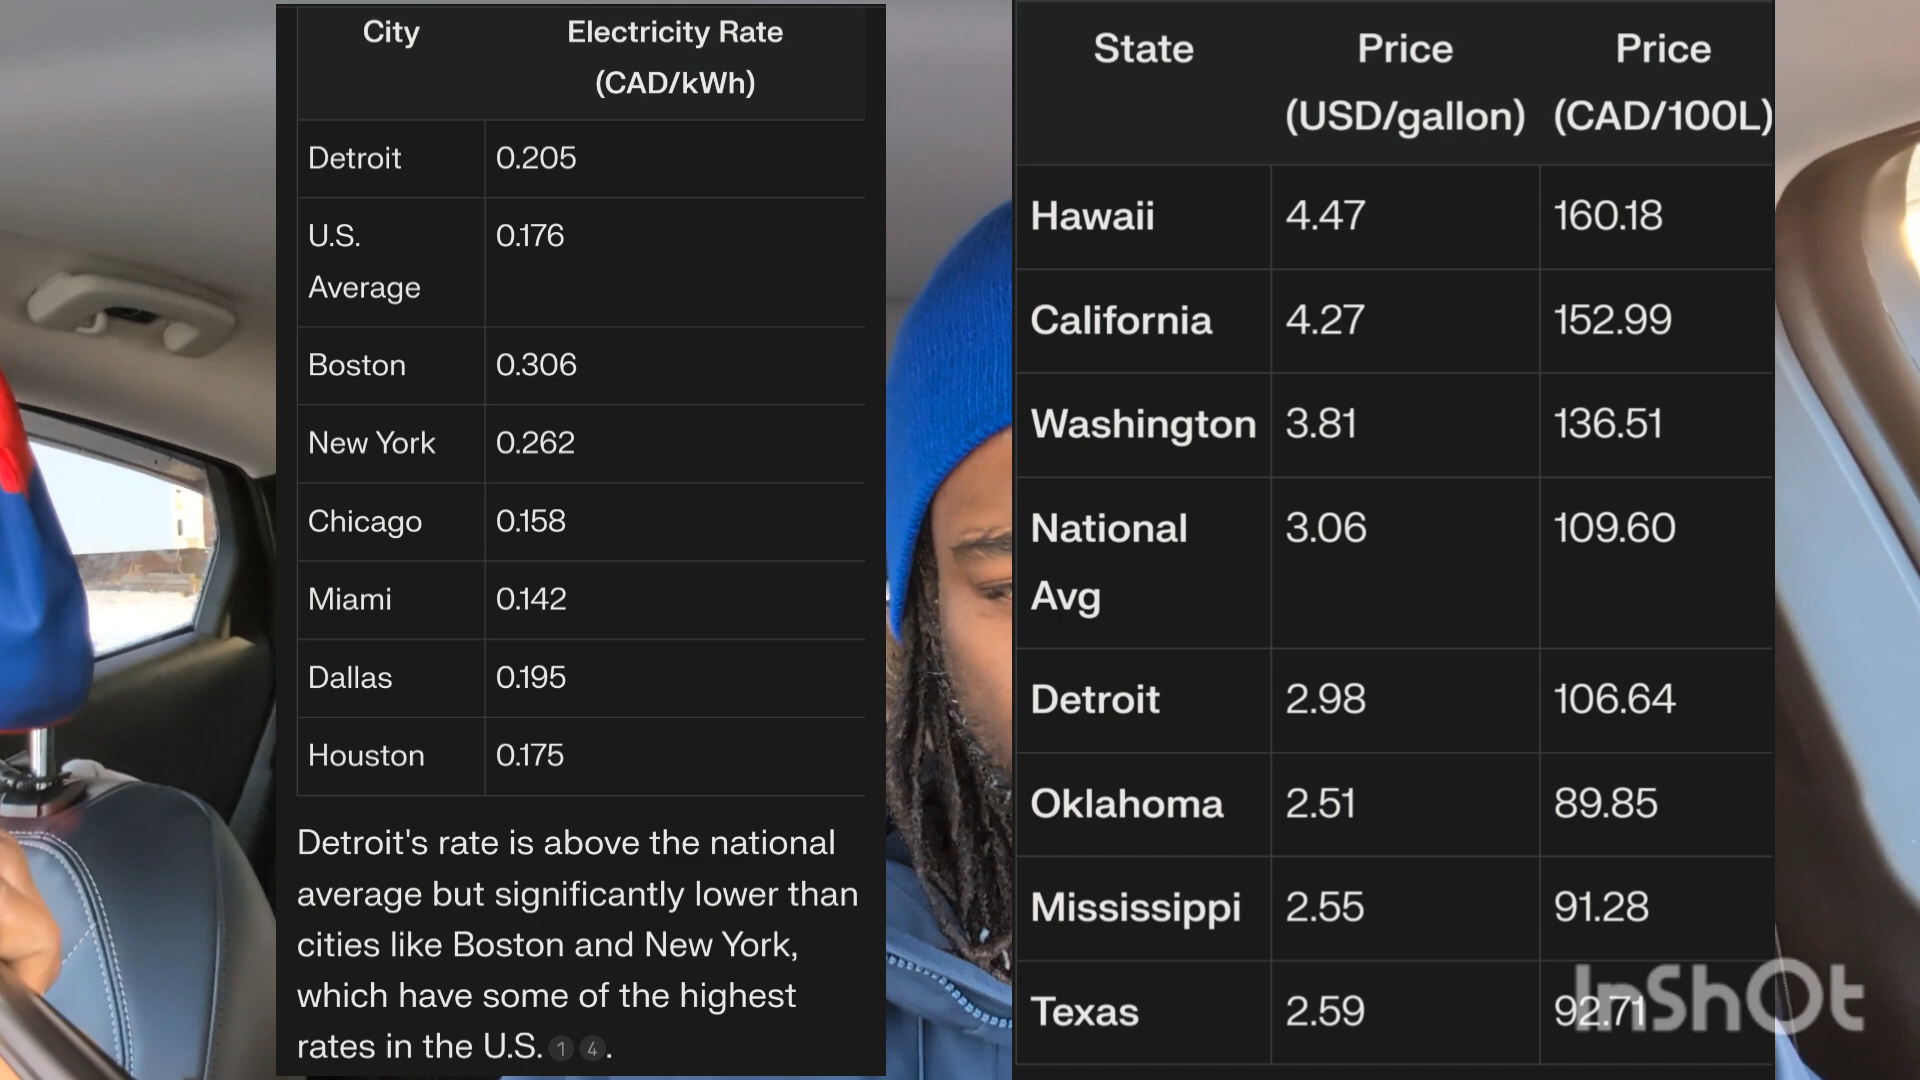 City Electricity Rate
(CAD/kWh)
Detroit 0.205
U.S. 0.176
Average
Boston 0.306
New York 0.262
Chicago 0.158
Miami 0.142
Dallas 0.195
Houston 0.175
Detroit's rate is above the national
average but significantly lower than
cities like Boston and New York,
which have some of the highest
rates in the U.S. 1 4 .
State Price Price
(USD/gallon) (CAD/100L)
Hawaii 4.47 160.18
California 4.27 152.99
Washington 3.81 136.51
National 3.06 109.60
Avg
Detroit 2.98 106.64
Oklahoma 2.51 89.85
Mississippi 2.55 91.28
Texas 2.59 92.71
InShOt